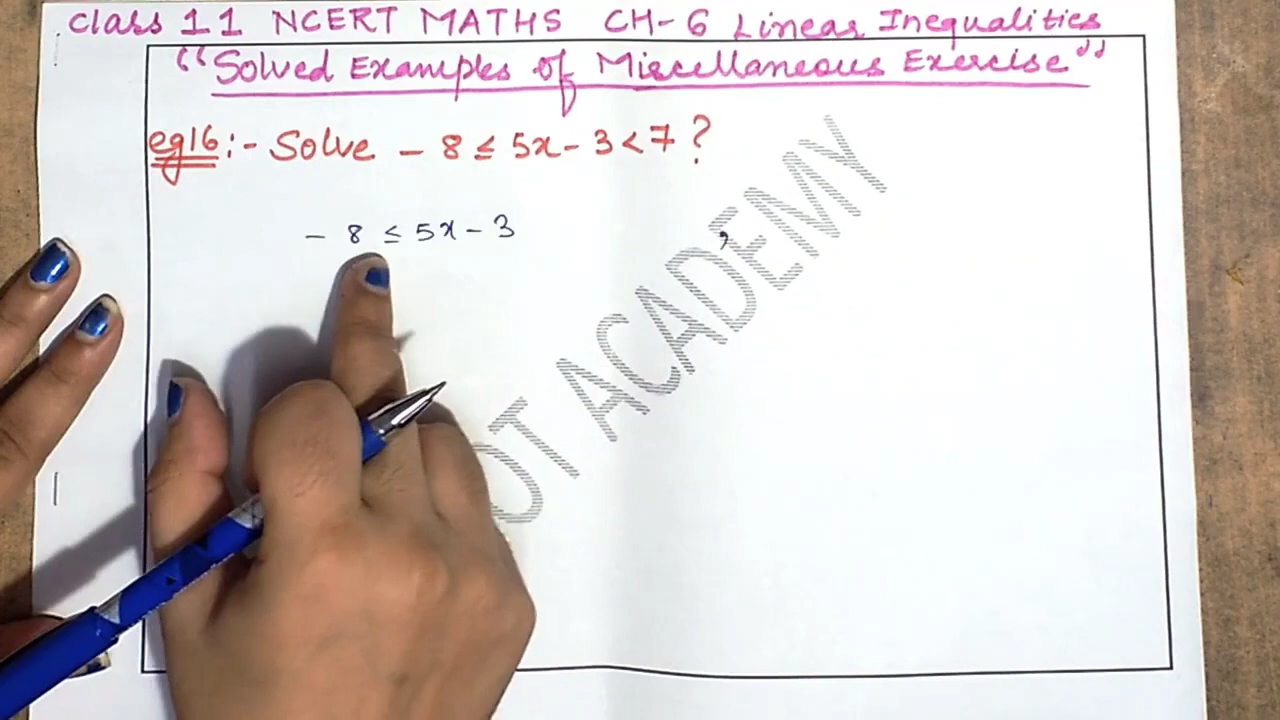 Class 11 NCERT MATHS CH-6 Linear Inequalities
"Solved Examples of Miscellaneous Exercise"
eg16:- Solve - 8 ≤ 5x - 3 < 7 ?
- 8 ≤ 5x - 3 ,
ACADEMY